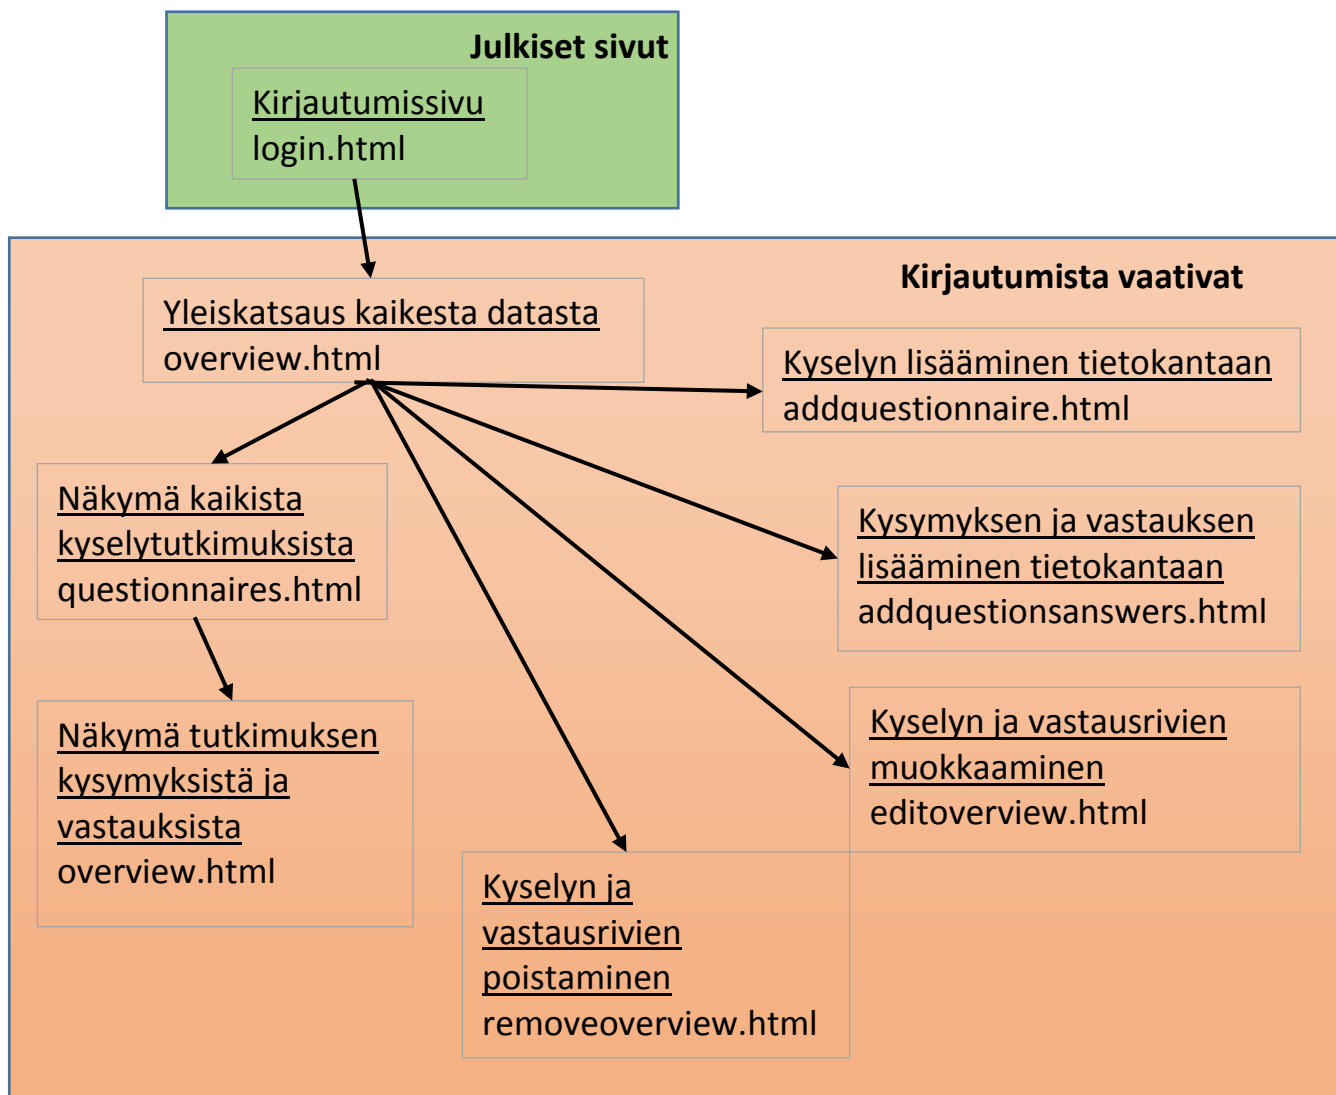 Julkiset sivut
Kirjautumissivu
login.html
Kirjautumista vaativat
Yleiskatsaus kaikesta datasta
overview.html
Kyselyn lisääminen tietokantaan
addquestionnaire.html
Näkymä kaikista
kyselytutkimuksista
questionnaires.html
Kysymyksen ja vastauksen
lisääminen tietokantaan
addquestionsanswers.html
Näkymä tutkimuksen
kysymyksistä ja
vastauksista
overview.html
Kyselyn ja vastausrivien
muokkaaminen
editoverview.html
Kyselyn ja
vastausrivien
poistaminen
removeoverview.html